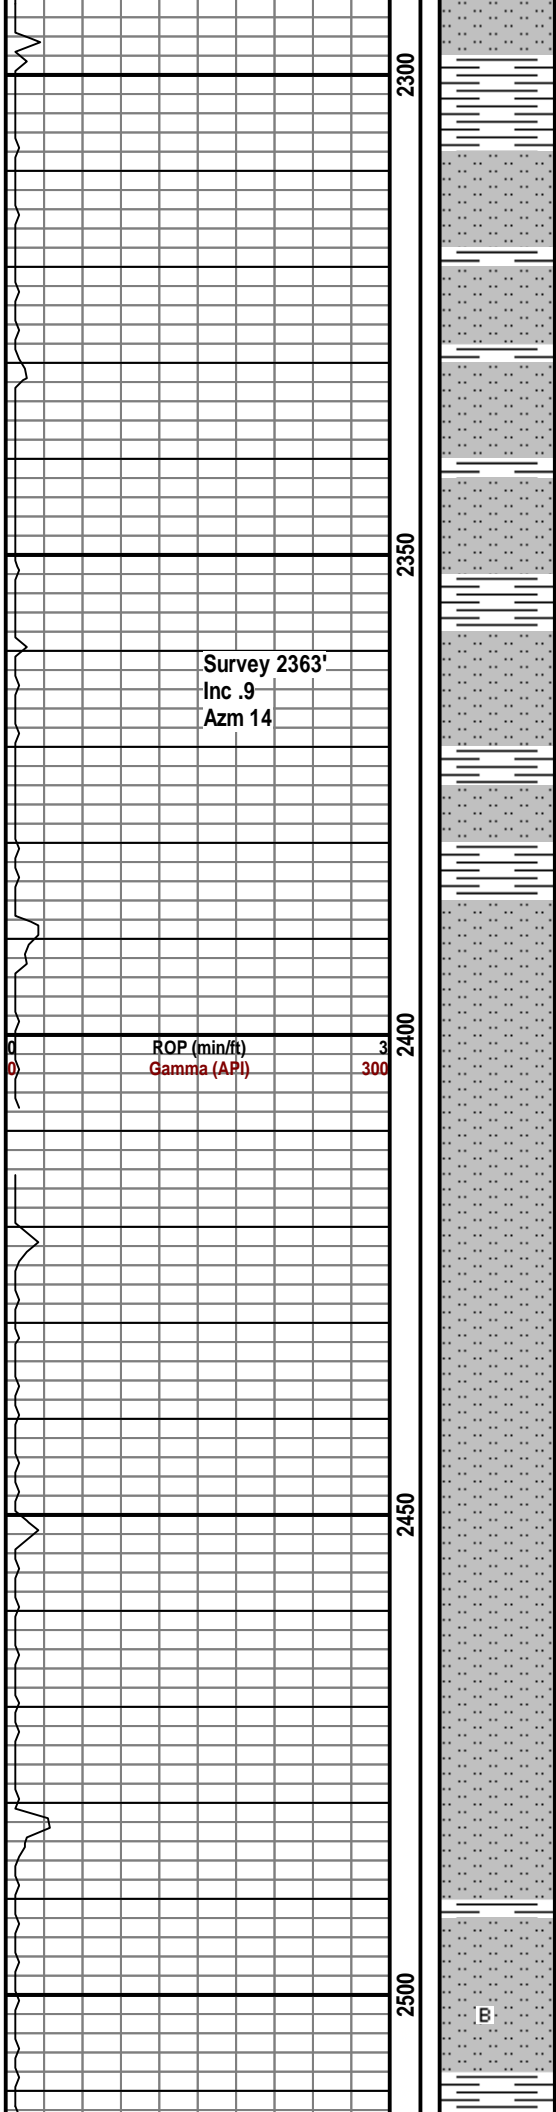 2300
2350
Survey 2363'
Inc .9
Azm 14
2400
0 ROP (min/ft) 3
0 Gamma (API) 300
2450
2500
B